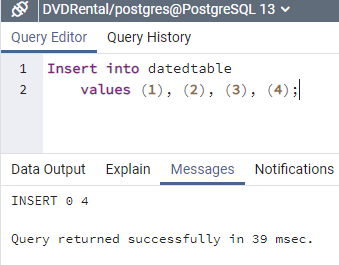 DVDRental/postgres@PostgreSQL 13
Query Editor Query History
1 Insert into datedtable
2 values (1), (2), (3), (4);
Data Output Explain Messages Notifications
INSERT 0 4
Query returned successfully in 39 msec.